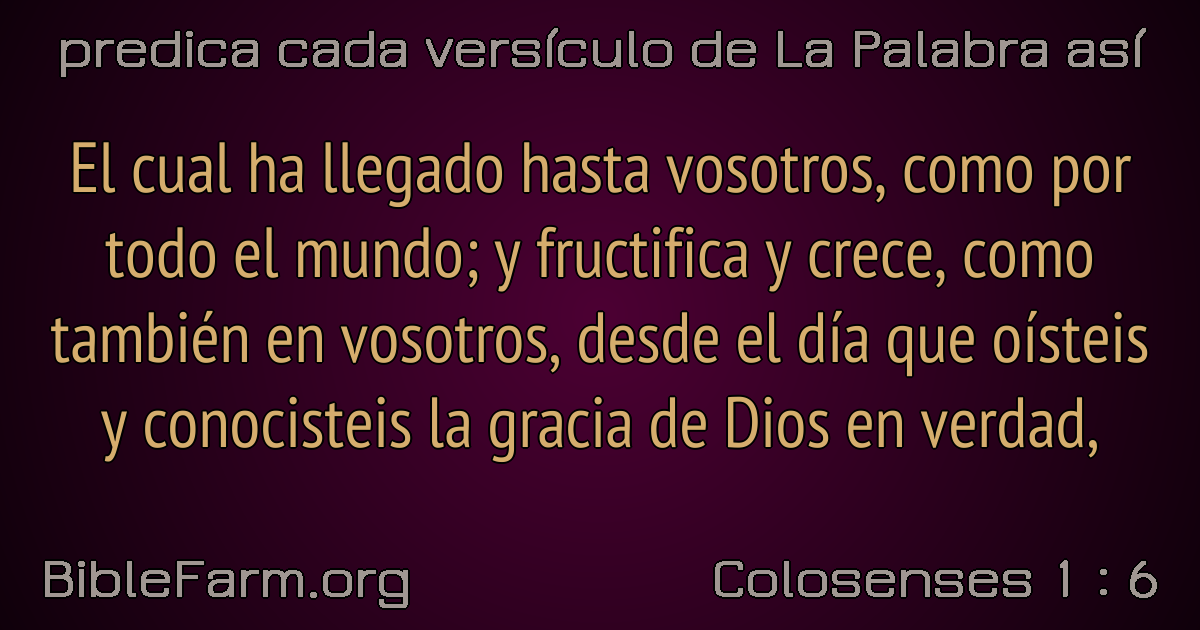 predica cada versículo de La Palabra así
El cual ha llegado hasta vosotros, como por
todo el mundo; y fructifica y crece, como
también en vosotros, desde el día que oísteis
y conocisteis la gracia de Dios en verdad,
BibleFarm.org
Colosenses 1 : 6